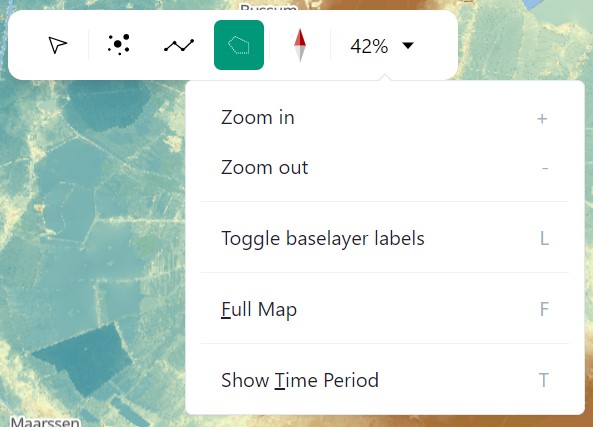 Bussum
42%
Zoom in +
Zoom out -
Toggle baselayer labels L
Full Map F
Show Time Period T
Maarssen